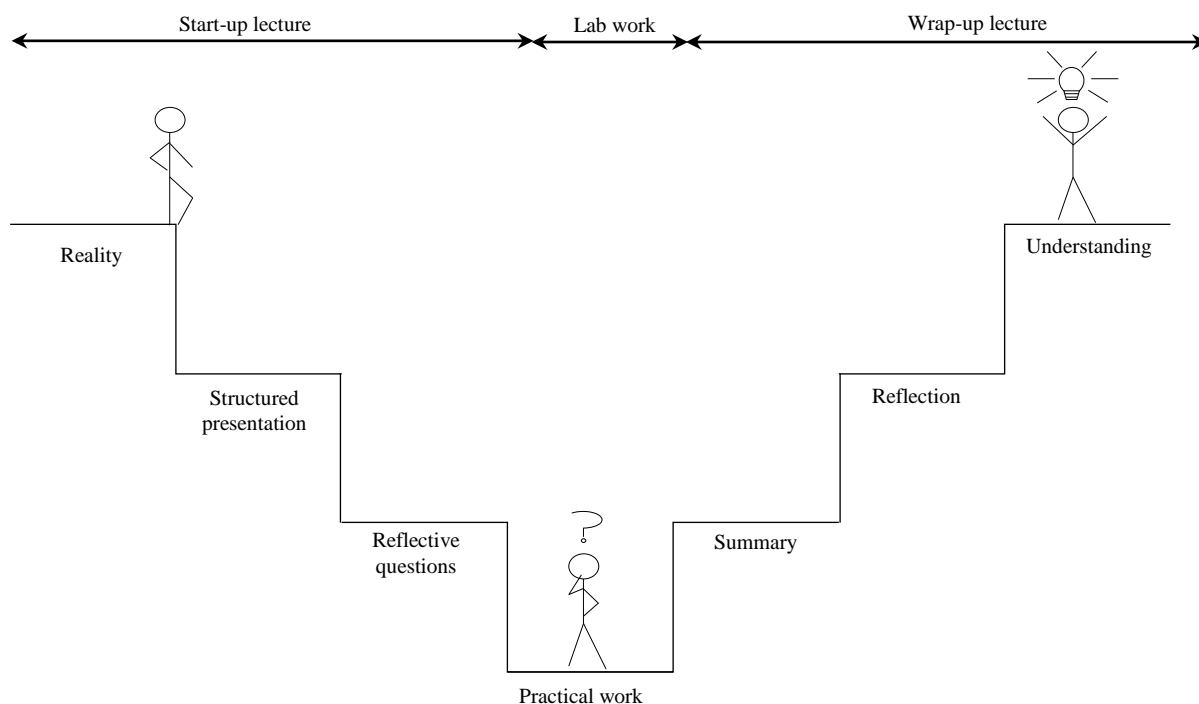 Start-up lecture
Lab work
Wrap-up lecture
Reality
Understanding
Structured
presentation
Reflection
?
Reflective
questions
Summary
Practical work